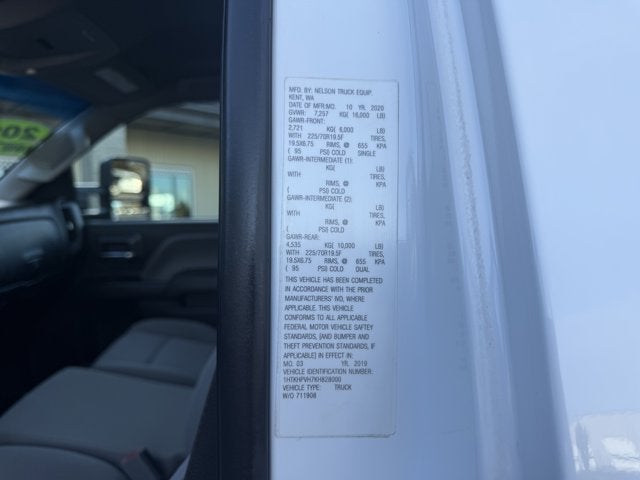 MFD. BY: NELSON TRUCK EQUIP.
KENT, WA
DATE OF MFR:MO. 10 YR. 2020
GVWR: 7,257 KG( 16,000 LB)
GAWR-FRONT:
2,721 KG( 6,000 LB)
WITH 225/70R19.5F TIRES,
19.5X6.75 RIMS, @ 655 KPA
( 95 PSI) COLD SINGLE
GAWR-INTERMEDIATE (1):
KG( LB)
WITH TIRES,
RIMS, @ KPA
( PSI) COLD
GAWR-INTERMEDIATE (2):
KG( LB)
WITH TIRES,
RIMS, @ KPA
( PSI) COLD
GAWR-REAR:
4,535 KG( 10,000 LB)
WITH 225/70R19.5F TIRES,
19.5X6.75 RIMS, @ 655 KPA
( 95 PSI) COLD DUAL
THIS VEHICLE HAS BEEN COMPLETED
IN ACCORDANCE WITH THE PRIOR
MANUFACTURERS' IVD, WHERE
APPLICABLE. THIS VEHICLE
CONFORMS TO ALL APPLICABLE
FEDERAL MOTOR VEHICLE SAFTEY
STANDARDS, [AND BUMPER AND
THEFT PREVENTION STANDARDS, IF
APPLICABLE] IN EFFECT IN:
MO. 03 YR. 2019
VEHICLE IDENTIFICATION NUMBER:
1HTKHPVH7KH828000
VEHICLE TYPE: TRUCK
W/O 711908